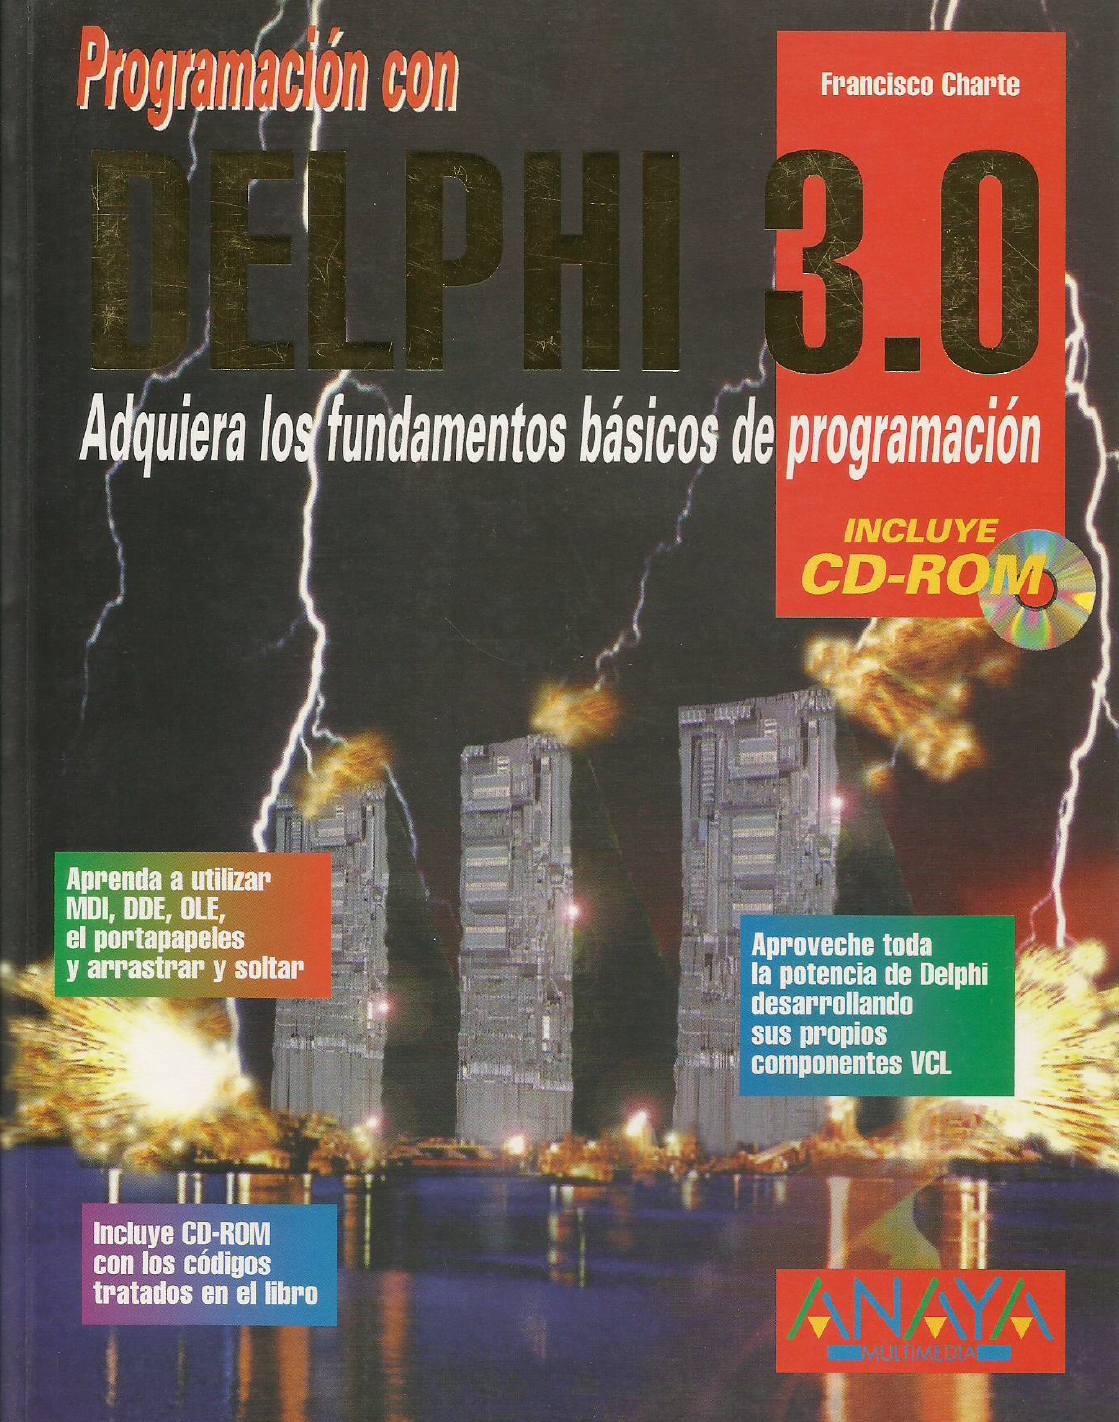 Programación con
Francisco Charte
DELPHI 3.0
Adquiera los fundamentos básicos de programación
INCLUYE
CD-ROM
Aprenda a utilizar
MDI, DDE, OLE,
el portapapeles
y arrastrar y soltar
Aproveche toda
la potencia de Delphi
desarrollando
sus propios
componentes VCL
Incluye CD-ROM
con los códigos
tratados en el libro
ANAYA
MULTIMEDIA